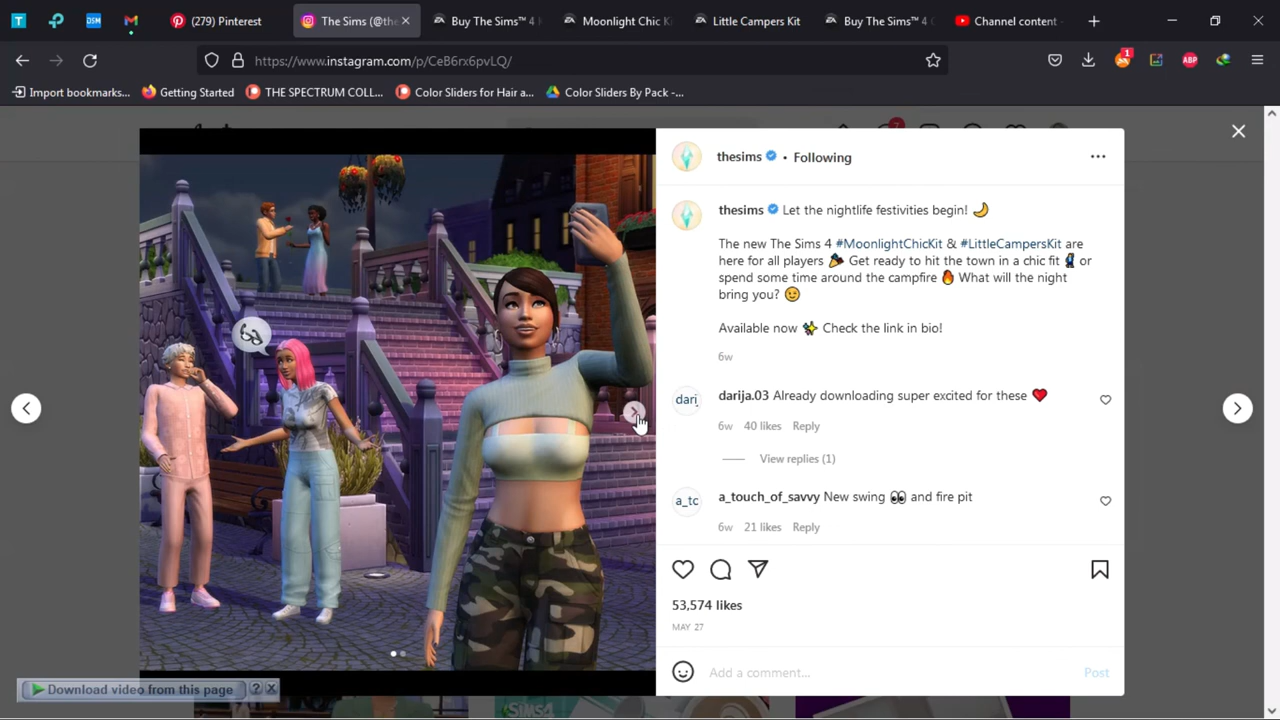 (279) Pinterest
The Sims (@the
Buy The Sims™ 4
Moonlight Chic K
Little Campers Kit
Buy The Sims™ 4
Channel content
https://www.instagram.com/p/CeB6rx6pvLQ/
1
ABP
Import bookmarks...
Getting Started
THE SPECTRUM COLL...
Color Sliders for Hair a...
Color Sliders By Pack -...
7
thesims • Following
thesims Let the nightlife festivities begin! 🌙
The new The Sims 4 #MoonlightChicKit & #LittleCampersKit are
here for all players 🎉 Get ready to hit the town in a chic fit or
spend some time around the campfire 🔥 What will the night
bring you? 😉
Available now ✨ Check the link in bio!
6w
darij
darija.03 Already downloading super excited for these ❤️
6w 40 likes Reply
View replies (1)
a_tc
a_touch_of_savvy New swing 👀 and fire pit
6w 21 likes Reply
53,574 likes
MAY 27
Add a comment...
Post
Download video from this page ? X
SIMS4